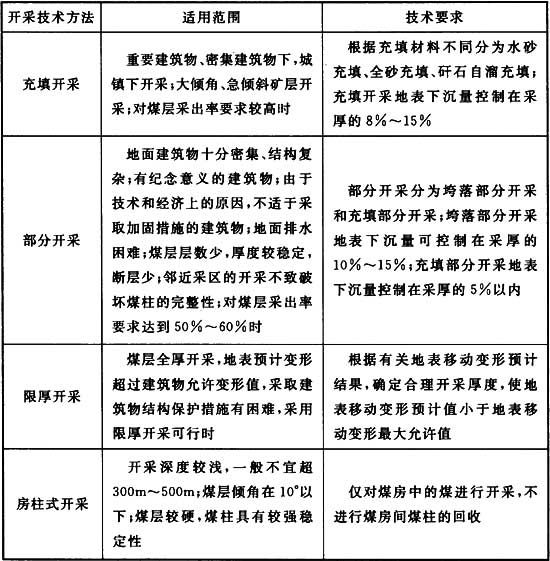 开采技术方法 适用范围 技术要求
充填开采
重要建筑物、密集建筑物下,城
镇下开采;大倾角、急倾斜矿层开
采;对煤层采出率要求较高时
根据充填材料不同分为水砂
充填、全砂充填、矸石自溜充填;
充填开采地表下沉量控制在采
厚的8%～15%
部分开采
地面建筑物十分密集、结构复
杂;有纪念意义的建筑物;由于
技术和经济上的原因,不适于采
取加固措施的建筑物;地面排水
困难;煤层层数少,厚度较稳定,
断层少;邻近采区的开采不致破
坏煤柱的完整性;对煤层采出率
要求达到50%～60%时
部分开采分为垮落部分开采
和充填部分开采;垮落部分开采
地表下沉量可控制在采厚的
10%～15%;充填部分开采地表
下沉量控制在采厚的5%以内
限厚开采
煤层全厚开采,地表预计变形
超过建筑物允许变形值,采取建
筑物结构保护措施有困难,采用
限厚开采可行时
根据有关地表移动变形预计
结果,确定合理开采厚度,使地
表移动变形预计值小于地表移
动变形最大允许值
房柱式开采
开采深度较浅,一般不宜超
300m～500m;煤层倾角在10°以
下;煤层较硬,煤柱具有较强稳
定性
仅对煤房中的煤进行开采,不
进行煤房间煤柱的回收